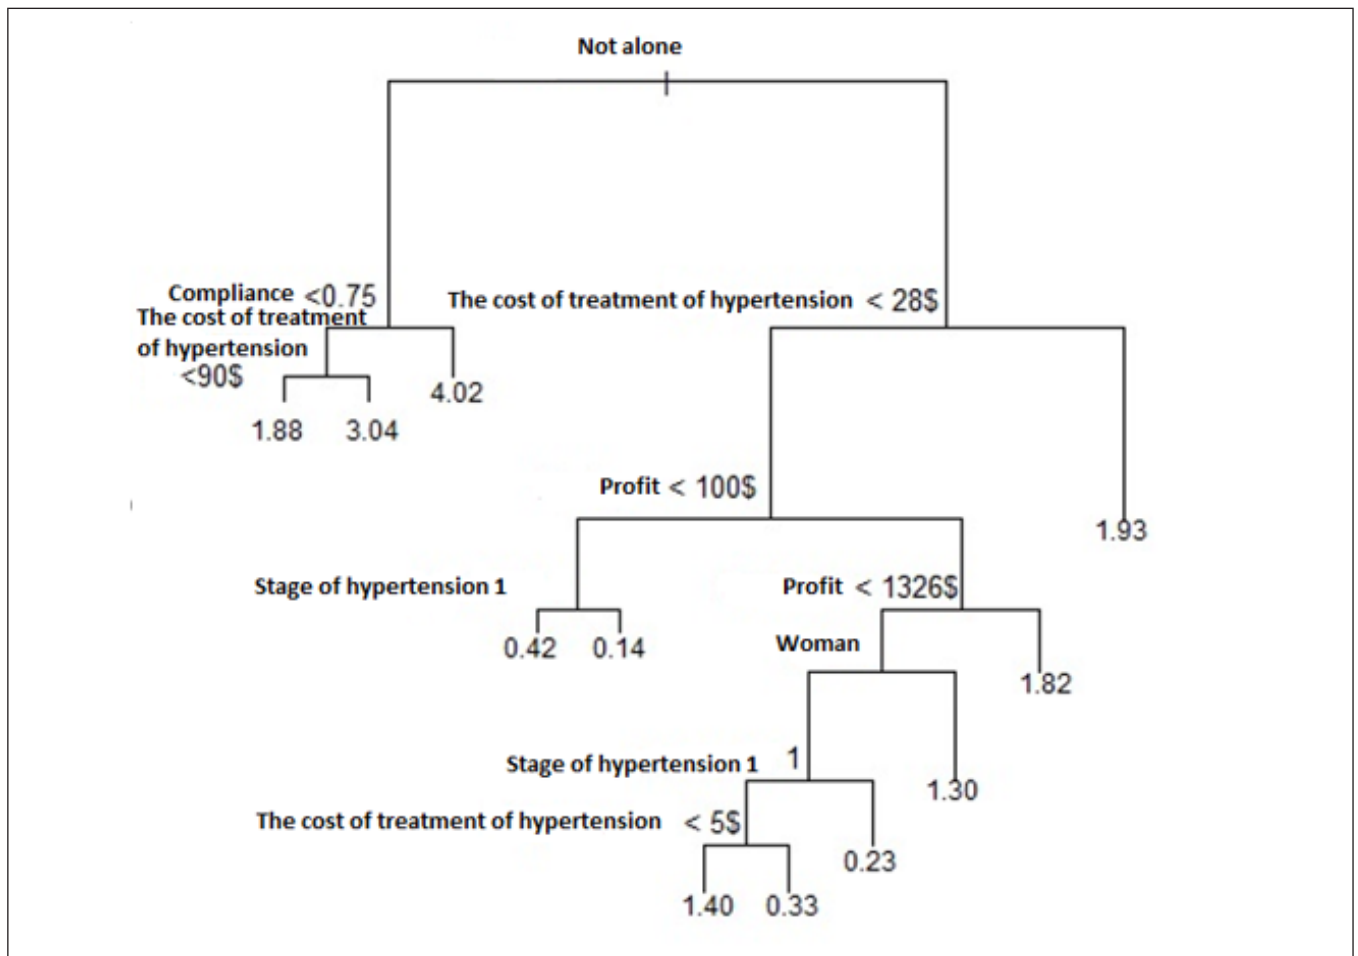 Not alone
Compliance <0.75
The cost of treatment of hypertension < 28$
The cost of treatment
of hypertension
<90$
4.02
1.88 3.04
Profit < 100$
1.93
Stage of hypertension 1
Profit < 1326$
0.42 0.14
Woman
1.82
Stage of hypertension 1 1
1.30
The cost of treatment of hypertension < 5$
0.23
1.40 0.33